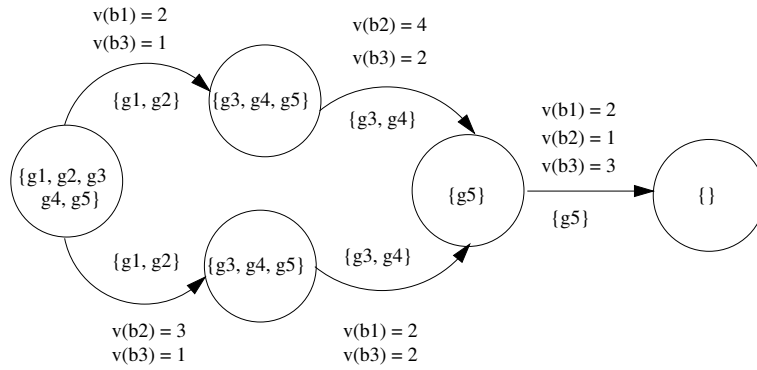 v(b1) = 2
v(b3) = 1
v(b2) = 4
v(b3) = 2
{g1, g2}
{g3, g4, g5}
{g3, g4}
v(b1) = 2
v(b2) = 1
v(b3) = 3
{g1, g2, g3
g4, g5}
{g5}
{g5}
{}
{g1, g2}
{g3, g4, g5}
{g3, g4}
v(b2) = 3
v(b3) = 1
v(b1) = 2
v(b3) = 2